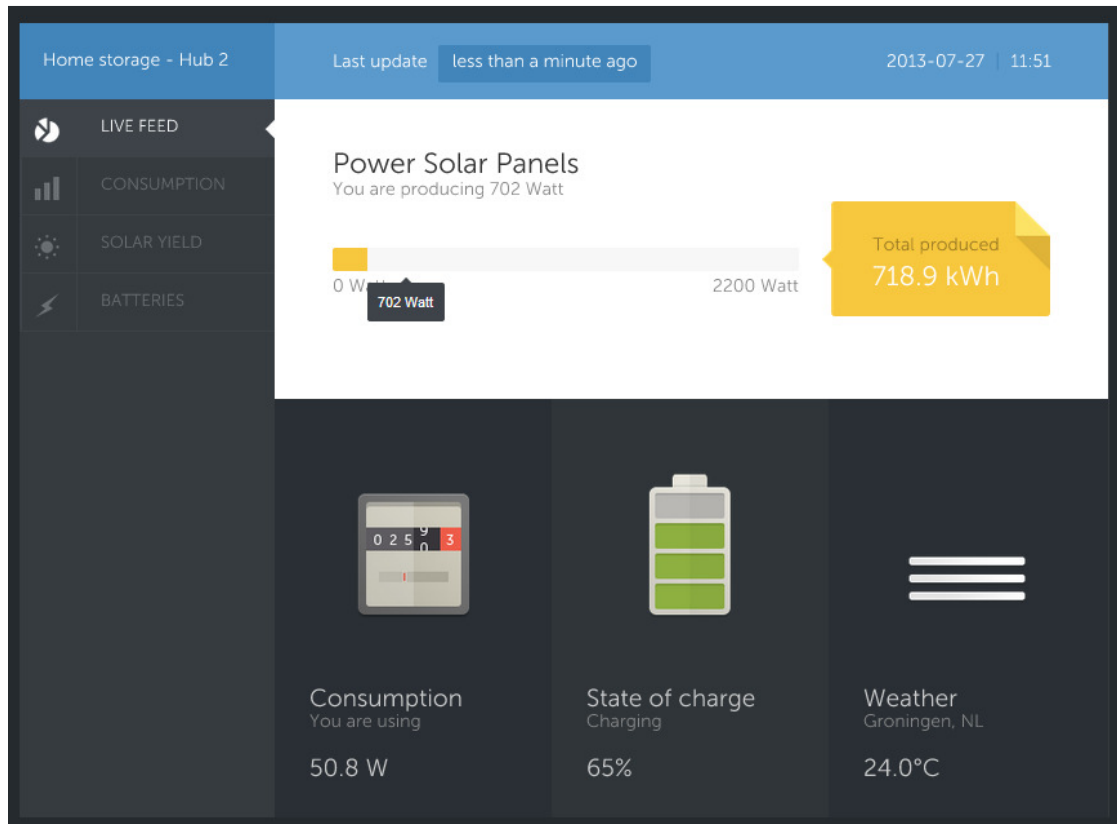 Home storage - Hub 2
Last update less than a minute ago
2013-07-27 11:51
LIVE FEED
CONSUMPTION
SOLAR YIELD
BATTERIES
Power Solar Panels
You are producing 702 Watt
0 W
2200 Watt
702 Watt
Total produced
718.9 kWh
0 2 5 9 3
0
Consumption
You are using
50.8 W
State of charge
Charging
65%
Weather
Groningen, NL
24.0°C